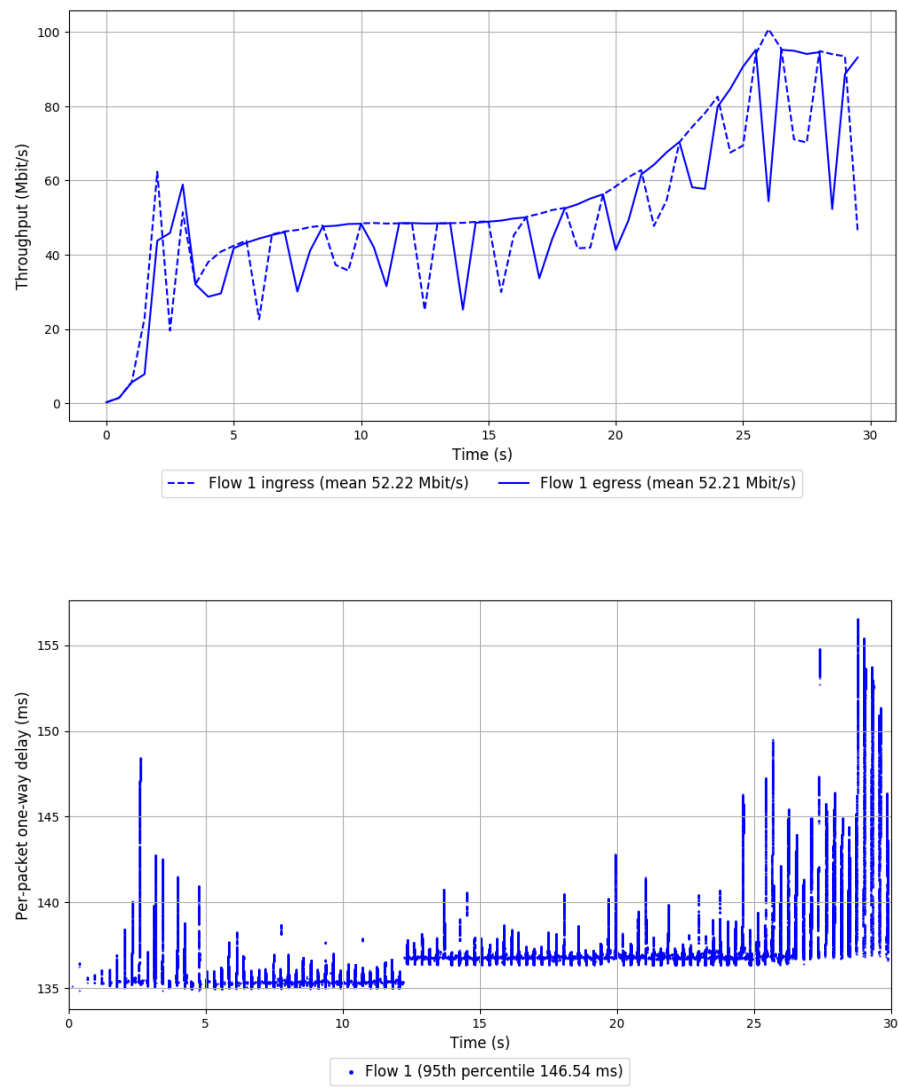 100
80
60
40
20
0
Throughput (Mbit/s)
0 5 10 15 20 25 30
Time (s)
Flow 1 ingress (mean 52.22 Mbit/s) Flow 1 egress (mean 52.21 Mbit/s)
155
150
145
140
135
Per-packet one-way delay (ms)
0 5 10 15 20 25 30
Time (s)
Flow 1 (95th percentile 146.54 ms)